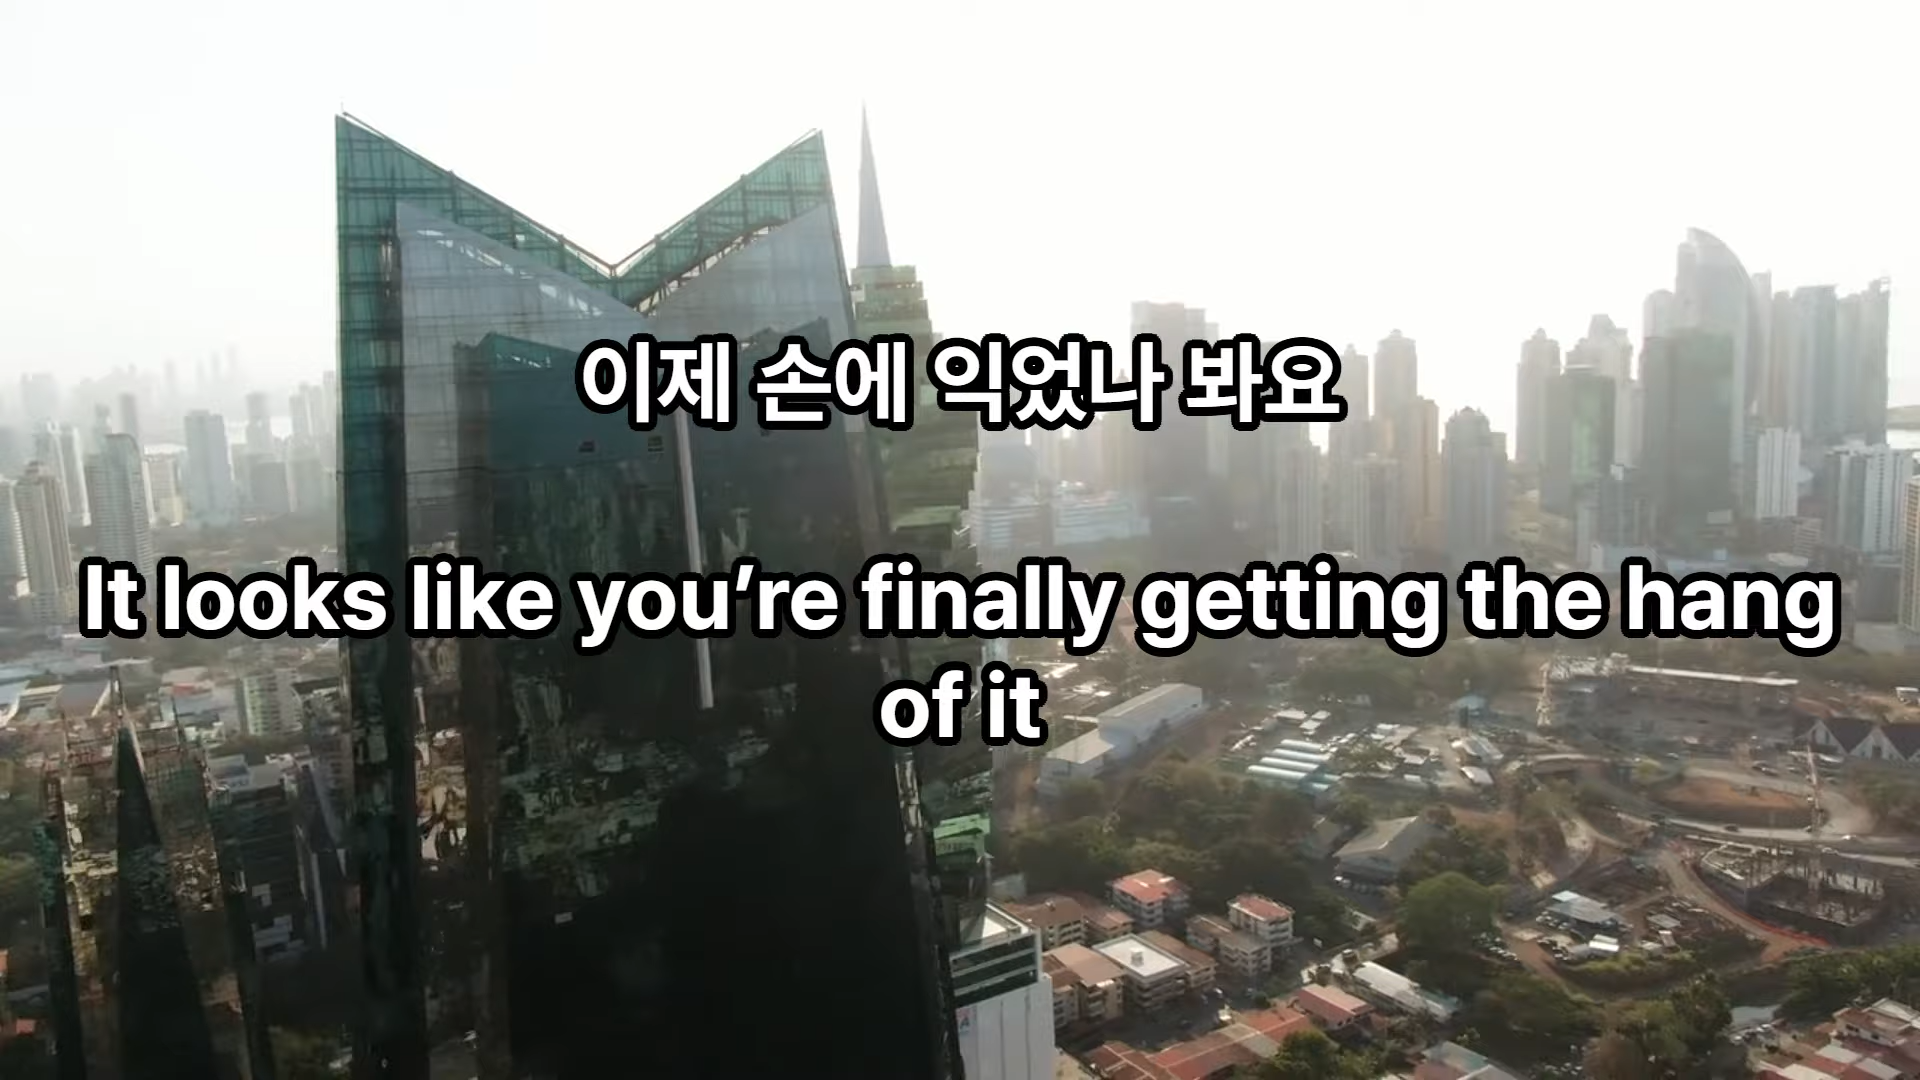 이제 손에 익었나 봐요
It looks like you’re finally getting the hang
of it